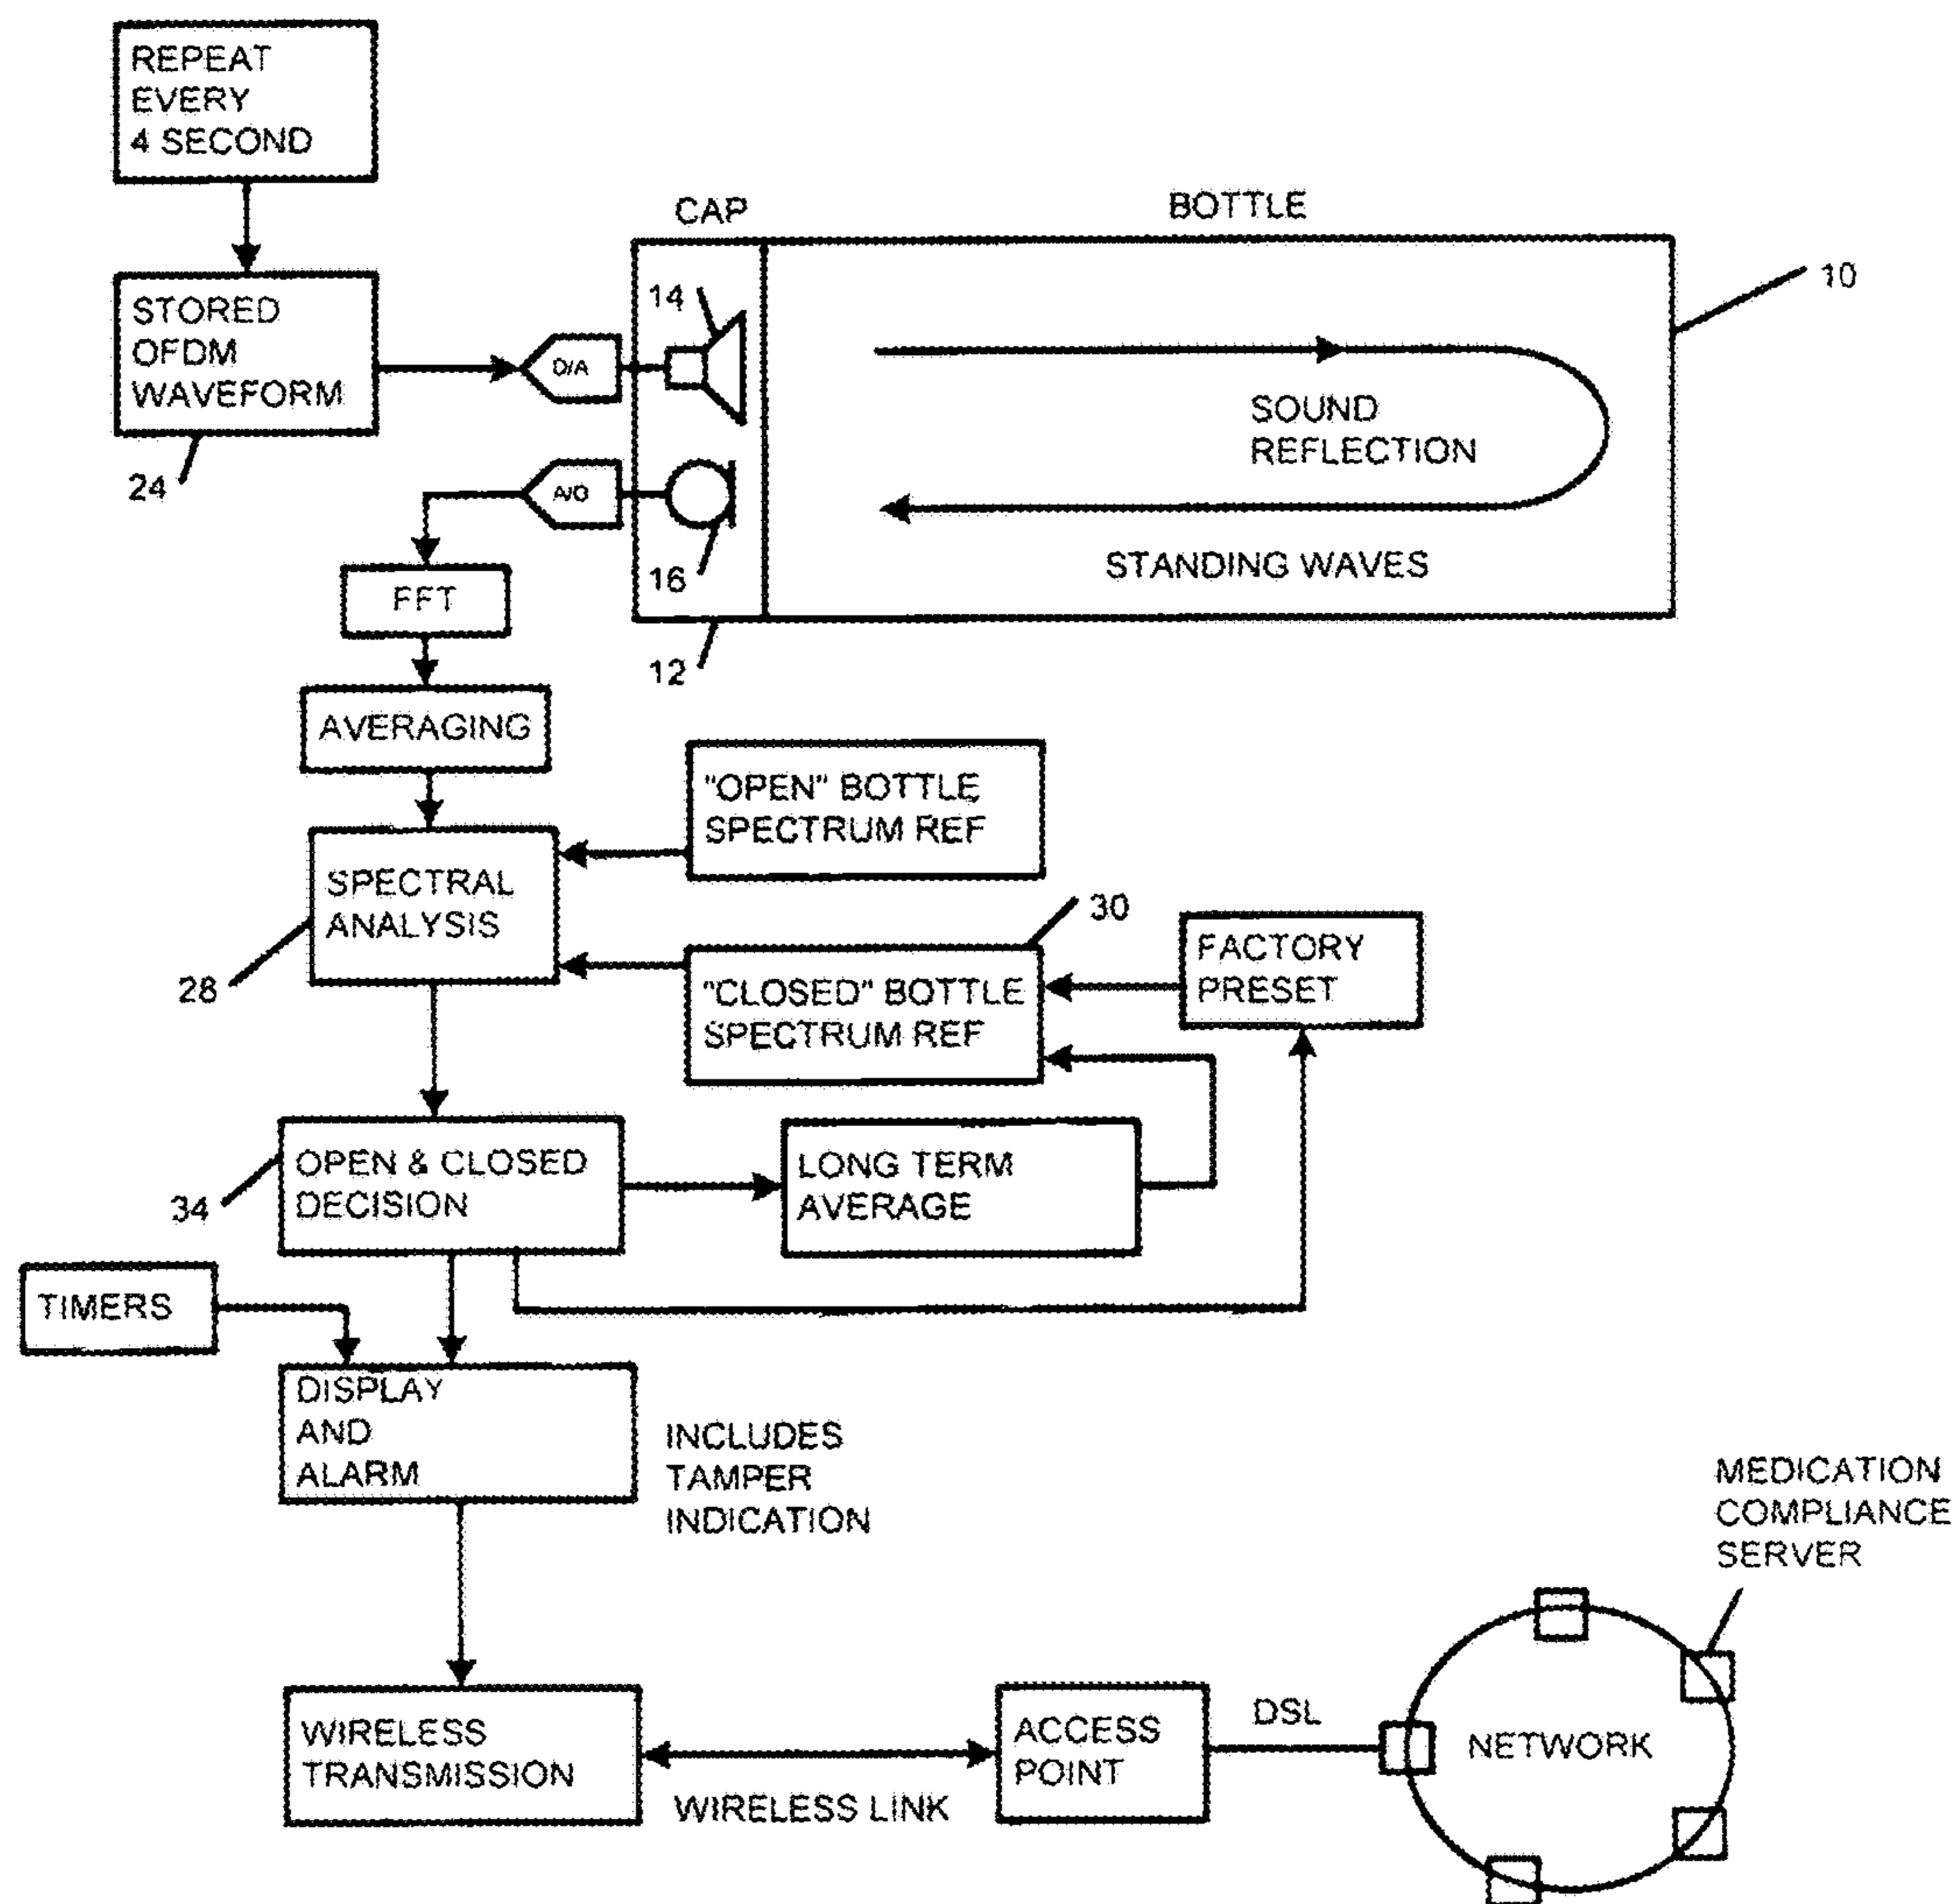 REPEAT
EVERY
4 SECOND
CAP
BOTTLE
STORED
OFDM
WAVEFORM
D/A
14
10
SOUND
REFLECTION
24
A/D
16
STANDING WAVES
FFT
12
AVERAGING
"OPEN" BOTTLE
SPECTRUM REF
SPECTRAL
ANALYSIS
28
30
"CLOSED" BOTTLE
SPECTRUM REF
FACTORY
PRESET
OPEN & CLOSED
DECISION
34
LONG TERM
AVERAGE
TIMERS
DISPLAY
AND
ALARM
INCLUDES
TAMPER
INDICATION
MEDICATION
COMPLIANCE
SERVER
WIRELESS
TRANSMISSION
WIRELESS LINK
ACCESS
POINT
DSL
NETWORK